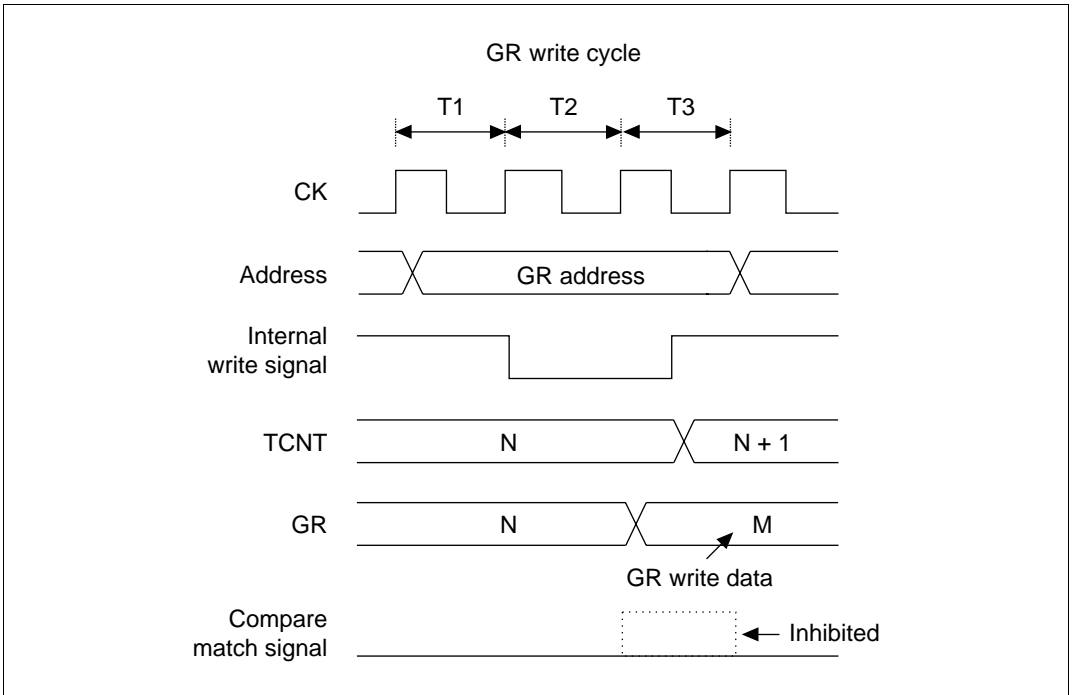 GR write cycle
T1 T2 T3
CK
Address GR address
Internal
write signal
TCNT N N + 1
GR N M
GR write data
Compare
match signal
Inhibited